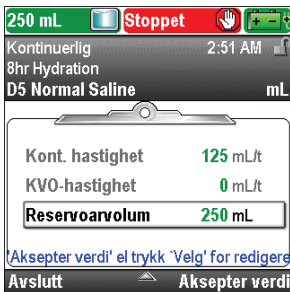 250 mL Stoppet
Kontinuerlig 2:51 AM
8hr Hydration
D5 Normal Saline mL
Kont. hastighet 125 mL/t
KVO-hastighet 0 mL/t
Reservoarvolum 250 mL
'Aksepter verdi' el trykk `Velg' for redigere
Avslutt Aksepter verdi